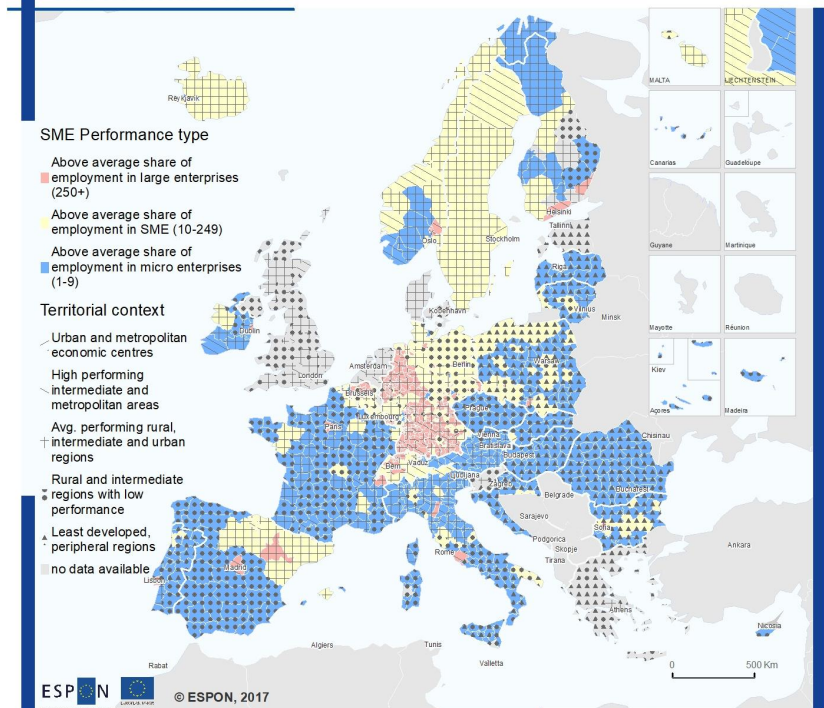 SME Performance type
Above average share of
employment in large enterprises
(250+)
Above average share of
employment in SME (10-249)
Above average share of
employment in micro enterprises
(1-9)
Territorial context
Urban and metropolitan
economic centres
High performing
intermediate and
metropolitan areas
Avg. performing rural,
intermediate and urban
regions
Rural and intermediate
regions with low
performance
Least developed,
peripheral regions
no data available
Reykjavik
Oslo
Stockholm
Helsinki
Tallinn
Riga
Vilnius
Minsk
København
Dublin
London
Amsterdam
Berlin
Warsaw
Brussels
Luxembourg
Prague
Paris
Vienna
Bratislava
Budapest
Bern
Vaduz
Ljubljana
Zagreb
Belgrade
Bucharest
Chisinau
Sarajevo
Sofia
Podgorica
Skopje
Tirana
Rome
Madrid
Lisbon
Athens
Ankara
Nicosia
Algiers
Tunis
Rabat
Valletta
MALTA
LIECHTENSTEIN
Canarias
Guadeloupe
Guyane
Martinique
Mayotte
Réunion
Kiev
Açores
Madeira
0 500 Km
ESPON
© ESPON, 2017